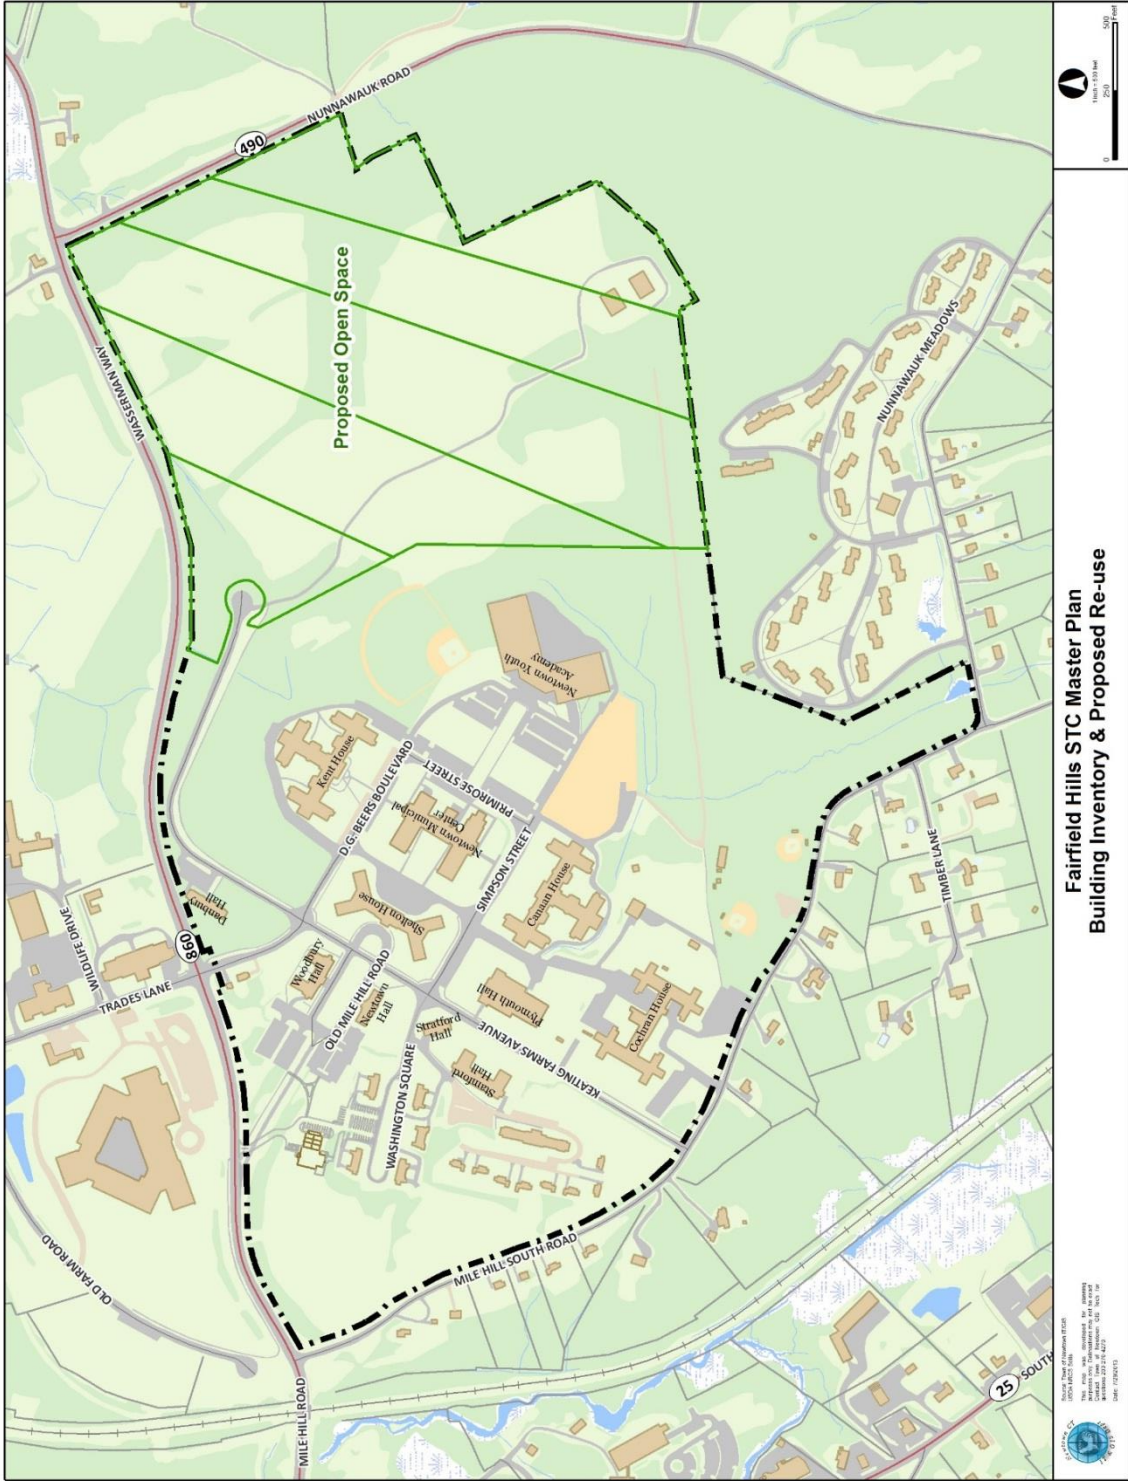 OLD FARM ROAD
WILDLIFE DRIVE
TRADES LANE
860
WASSERMAN WAY
490
NUNNAWAUK ROAD
MILE HILL ROAD
Danbury
Hall
Woodbury
Hall
OLD MILE HILL ROAD
Newtown
Hall
Shelton House
D.G. BEERS BOULEVARD
Kent House
Proposed Open Space
Newtown Municipal
Center
PRIMROSE STREET
WASHINGTON SQUARE
Stratford
Hall
Stamford
Hall
SIMPSON STREET
Newtown Youth
Academy
Plymouth Hall
Canaan House
KEATING FARMS AVENUE
Cochran House
MILE HILL SOUTH ROAD
TIMBER LANE
NUNNAWAUK MEADOWS
25
SOUTH
Fairfield Hills STC Master Plan
Building Inventory & Proposed Re-use
0
250
500
Feet